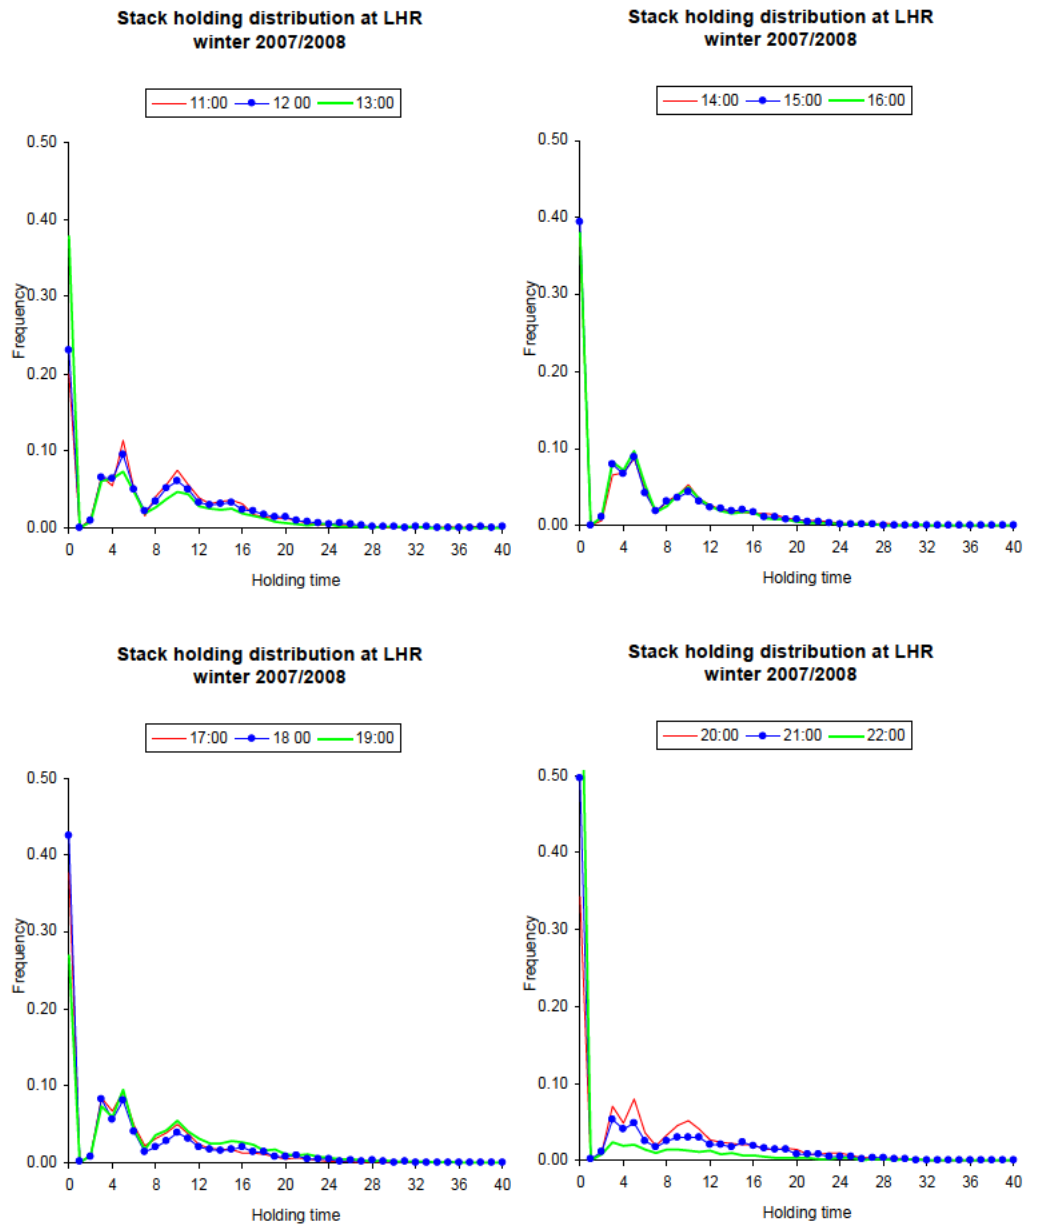 Stack holding distribution at LHR
winter 2007/2008
11:00 12 00 13:00
0.50
0.40
0.30
0.20
0.10
0.00
Frequency
0 4 8 12 16 20 24 28 32 36 40
Holding time
Stack holding distribution at LHR
winter 2007/2008
14:00 15:00 16:00
0.50
0.40
0.30
0.20
0.10
0.00
Frequency
0 4 8 12 16 20 24 28 32 36 40
Holding time
Stack holding distribution at LHR
winter 2007/2008
17:00 18 00 19:00
0.50
0.40
0.30
0.20
0.10
0.00
Frequency
0 4 8 12 16 20 24 28 32 36 40
Holding time
Stack holding distribution at LHR
winter 2007/2008
20:00 21:00 22:00
0.50
0.40
0.30
0.20
0.10
0.00
Frequency
0 4 8 12 16 20 24 28 32 36 40
Holding time